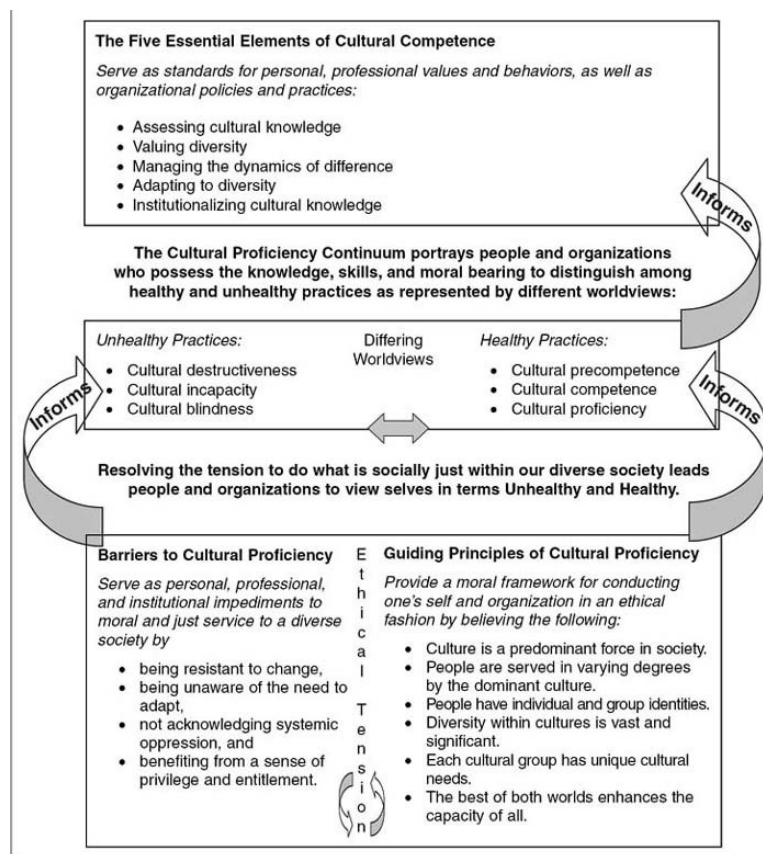 The Five Essential Elements of Cultural Competence
Serve as standards for personal, professional values and behaviors, as well as
organizational policies and practices:
• Assessing cultural knowledge
• Valuing diversity
• Managing the dynamics of difference
• Adapting to diversity
• Institutionalizing cultural knowledge
Informs
The Cultural Proficiency Continuum portrays people and organizations
who possess the knowledge, skills, and moral bearing to distinguish among
healthy and unhealthy practices as represented by different worldviews:
Unhealthy Practices:
• Cultural destructiveness
• Cultural incapacity
• Cultural blindness
Differing
Worldviews
Healthy Practices:
• Cultural precompetence
• Cultural competence
• Cultural proficiency
Informs
Informs
Resolving the tension to do what is socially just within our diverse society leads
people and organizations to view selves in terms Unhealthy and Healthy.
Barriers to Cultural Proficiency
Serve as personal, professional,
and institutional impediments to
moral and just service to a diverse
society by
• being resistant to change,
• being unaware of the need to
adapt,
• not acknowledging systemic
oppression, and
• benefiting from a sense of
privilege and entitlement.
Ethical Tension
Guiding Principles of Cultural Proficiency
Provide a moral framework for conducting
one's self and organization in an ethical
fashion by believing the following:
• Culture is a predominant force in society.
• People are served in varying degrees
by the dominant culture.
• People have individual and group identities.
• Diversity within cultures is vast and
significant.
• Each cultural group has unique cultural
needs.
• The best of both worlds enhances the
capacity of all.